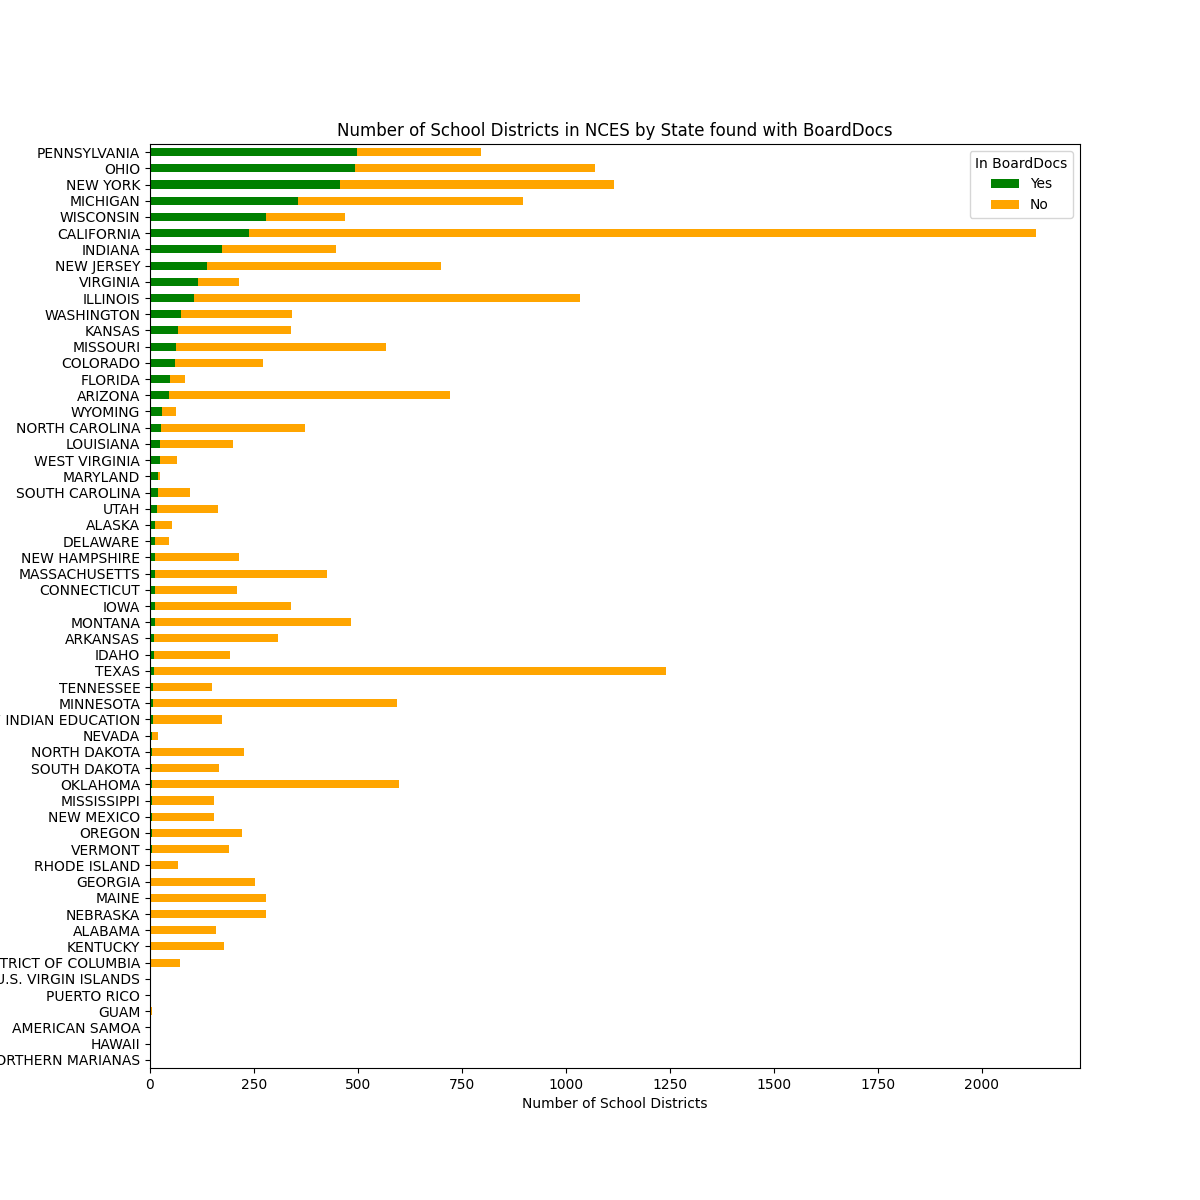 Number of School Districts in NCES by State found with BoardDocs
In BoardDocs
Yes
No
PENNSYLVANIA
OHIO
NEW YORK
MICHIGAN
WISCONSIN
CALIFORNIA
INDIANA
NEW JERSEY
VIRGINIA
ILLINOIS
WASHINGTON
KANSAS
MISSOURI
COLORADO
FLORIDA
ARIZONA
WYOMING
NORTH CAROLINA
LOUISIANA
WEST VIRGINIA
MARYLAND
SOUTH CAROLINA
UTAH
ALASKA
DELAWARE
NEW HAMPSHIRE
MASSACHUSETTS
CONNECTICUT
IOWA
MONTANA
ARKANSAS
IDAHO
TEXAS
TENNESSEE
MINNESOTA
INDIAN EDUCATION
NEVADA
NORTH DAKOTA
SOUTH DAKOTA
OKLAHOMA
MISSISSIPPI
NEW MEXICO
OREGON
VERMONT
RHODE ISLAND
GEORGIA
MAINE
NEBRASKA
ALABAMA
KENTUCKY
TRICT OF COLUMBIA
U.S. VIRGIN ISLANDS
PUERTO RICO
GUAM
AMERICAN SAMOA
HAWAII
ORTHERN MARIANAS
0 250 500 750 1000 1250 1500 1750 2000
Number of School Districts